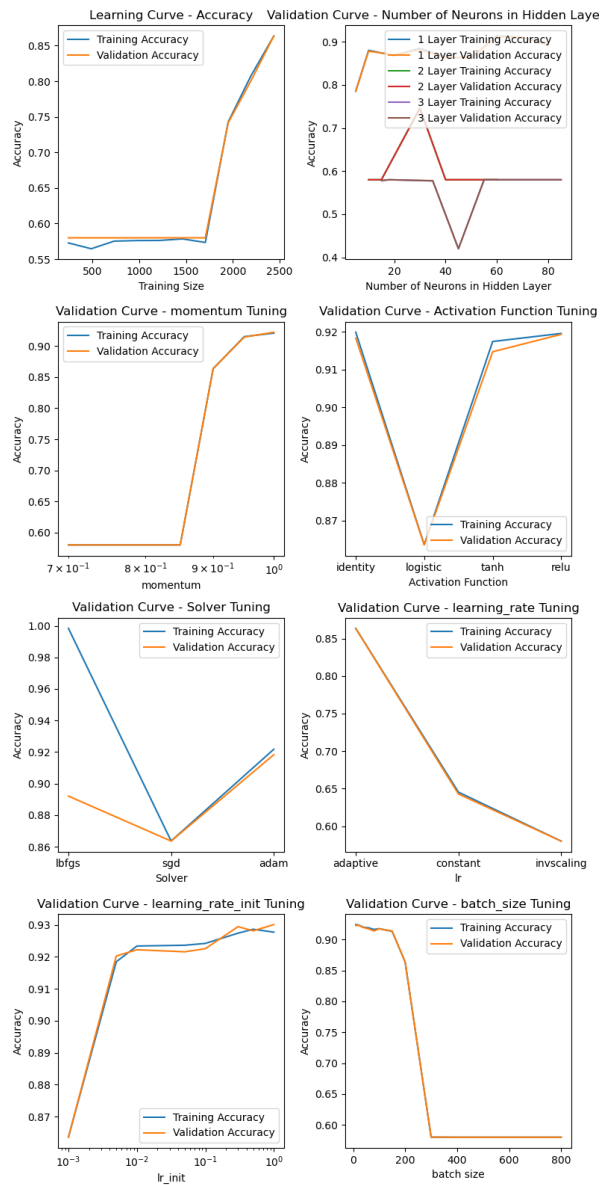 Learning Curve - Accuracy
Training Accuracy
Validation Accuracy
0.85
0.80
0.75
0.70
0.65
0.60
0.55
Accuracy
500
1000
1500
2000
2500
Training Size
Validation Curve - Number of Neurons in Hidden Laye
1 Layer Training Accuracy
1 Layer Validation Accuracy
2 Layer Training Accuracy
2 Layer Validation Accuracy
3 Layer Training Accuracy
3 Layer Validation Accuracy
0.9
0.8
0.7
0.6
0.5
0.4
Accuracy
20
40
60
80
Number of Neurons in Hidden Layer
Validation Curve - momentum Tuning
Training Accuracy
Validation Accuracy
0.90
0.85
0.80
0.75
0.70
0.65
0.60
Accuracy
7 × 10⁻¹
8 × 10⁻¹
9 × 10⁻¹
10⁰
momentum
Validation Curve - Activation Function Tuning
0.92
0.91
0.90
0.89
0.88
0.87
Accuracy
Training Accuracy
Validation Accuracy
identity
logistic
tanh
relu
Activation Function
Validation Curve - Solver Tuning
Training Accuracy
Validation Accuracy
1.00
0.98
0.96
0.94
0.92
0.90
0.88
0.86
Accuracy
lbfgs
sgd
adam
Solver
Validation Curve - learning_rate Tuning
Training Accuracy
Validation Accuracy
0.85
0.80
0.75
0.70
0.65
0.60
Accuracy
adaptive
constant
invscaling
lr
Validation Curve - learning_rate_init Tuning
0.93
0.92
0.91
0.90
0.89
0.88
0.87
Accuracy
Training Accuracy
Validation Accuracy
10⁻³
10⁻²
10⁻¹
10⁰
lr_init
Validation Curve - batch_size Tuning
Training Accuracy
Validation Accuracy
0.90
0.85
0.80
0.75
0.70
0.65
0.60
Accuracy
0
200
400
600
800
batch size